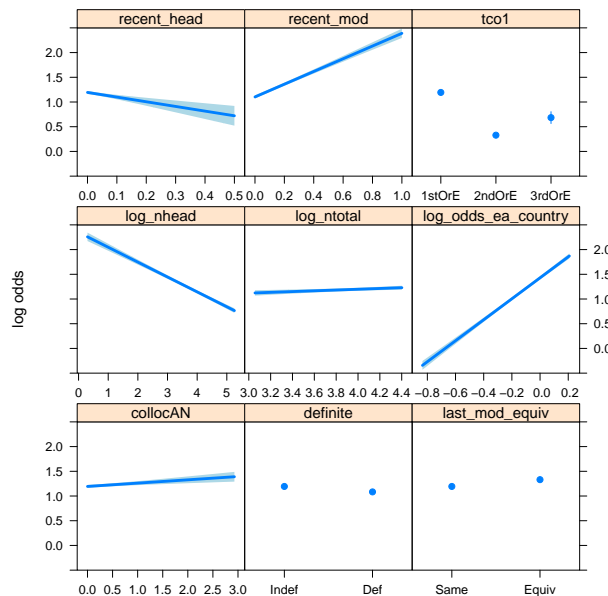 recent_head recent_mod tco1
2.0
1.5
1.0
0.5
0.0
0.0 0.1 0.2 0.3 0.4 0.5 0.0 0.2 0.4 0.6 0.8 1.0 1stOrE 2ndOrE 3rdOrE
log_nhead log_ntotal log_odds_ea_country
2.0
1.5
1.0
0.5
0.0
log odds
0 1 2 3 4 5 3.0 3.2 3.4 3.6 3.8 4.0 4.2 4.4 −0.8 −0.6 −0.4 −0.2 0.0 0.2
collocAN definite last_mod_equiv
2.0
1.5
1.0
0.5
0.0
0.0 0.5 1.0 1.5 2.0 2.5 3.0 Indef Def Same Equiv